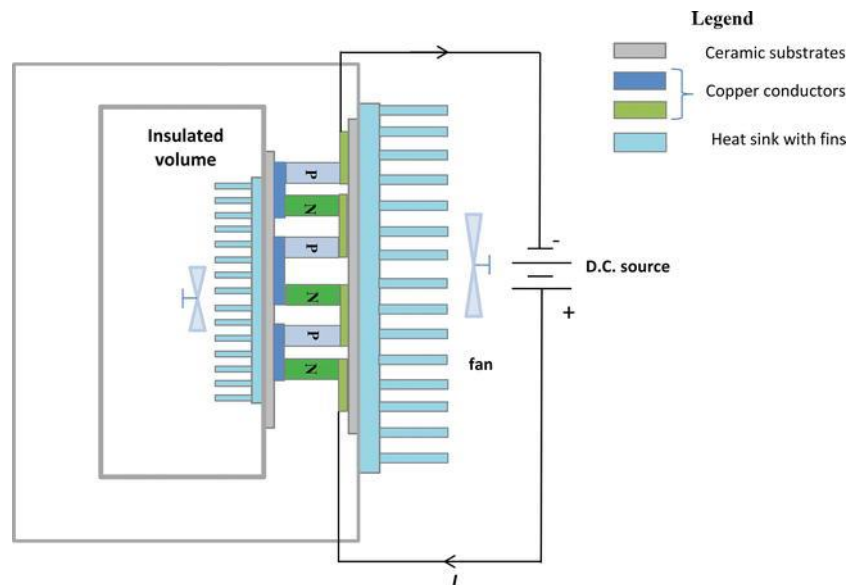 Legend
Ceramic substrates
Copper conductors
Heat sink with fins
Insulated
volume
P
N
P
N
P
N
-
D.C. source
+
fan
I